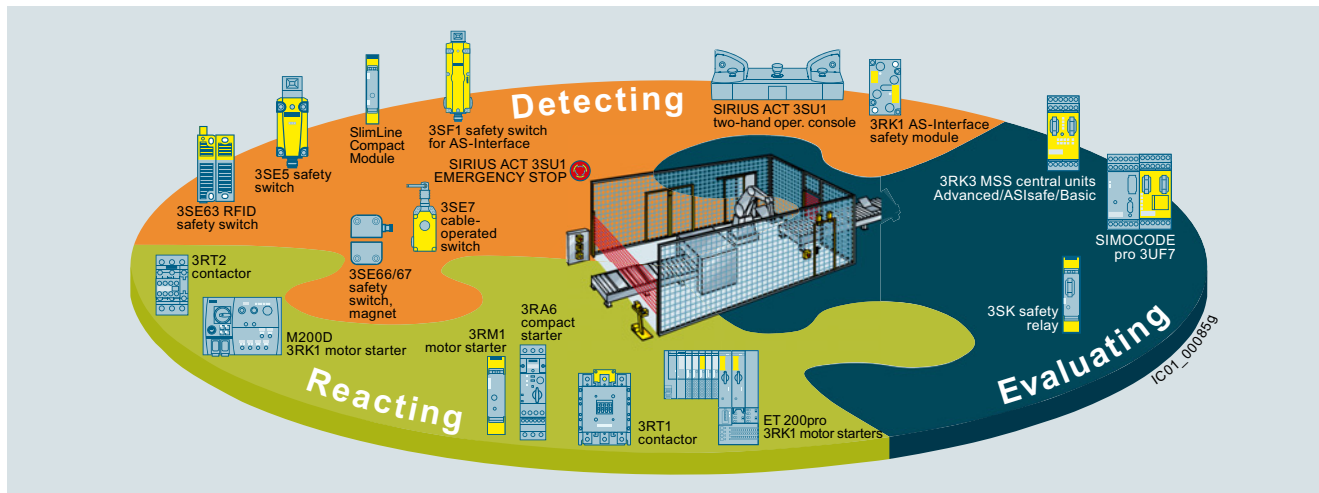 Detecting
SIRIUS ACT 3SU1
two-hand oper. console
3RK1 AS-Interface
safety module
SlimLine
Compact
Module
3SF1 safety switch
for AS-Interface
3SE5 safety
switch
SIRIUS ACT 3SU1
EMERGENCY STOP
3RK3 MSS central units
Advanced/ASIsafe/Basic
3SE63 RFID
safety switch
3SE7
cable-
operated
switch
SIMOCODE
pro 3UF7
3RT2
contactor
3SE66/67
safety
switch,
magnet
3SK safety
relay
M200D
3RK1 motor starter
3RM1
motor starter
3RA6
compact
starter
Reacting
3RT1
contactor
ET 200pro
3RK1 motor starters
Evaluating
IC01_00085g